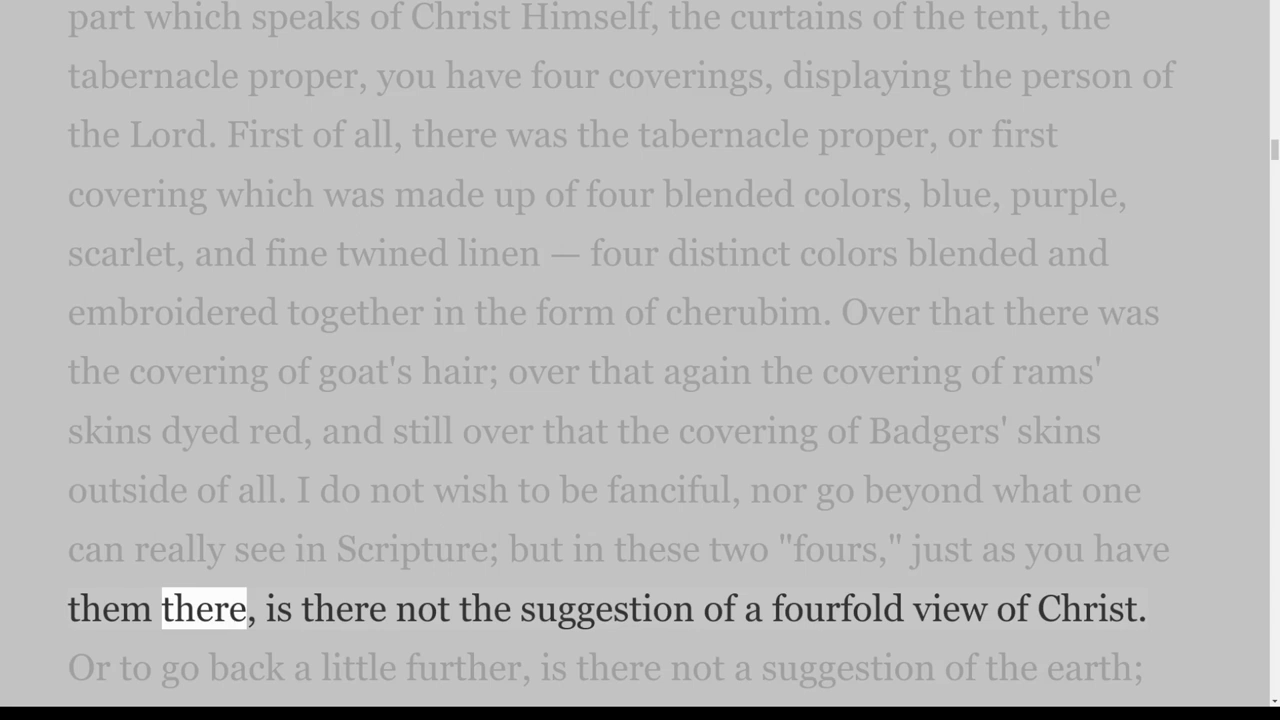 part which speaks of Christ Himself, the curtains of the tent, the
tabernacle proper, you have four coverings, displaying the person of
the Lord. First of all, there was the tabernacle proper, or first
covering which was made up of four blended colors, blue, purple,
scarlet, and fine twined linen — four distinct colors blended and
embroidered together in the form of cherubim. Over that there was
the covering of goat's hair; over that again the covering of rams'
skins dyed red, and still over that the covering of Badgers' skins
outside of all. I do not wish to be fanciful, nor go beyond what one
can really see in Scripture; but in these two "fours," just as you have
them there, is there not the suggestion of a fourfold view of Christ.
Or to go back a little further, is there not a suggestion of the earth;